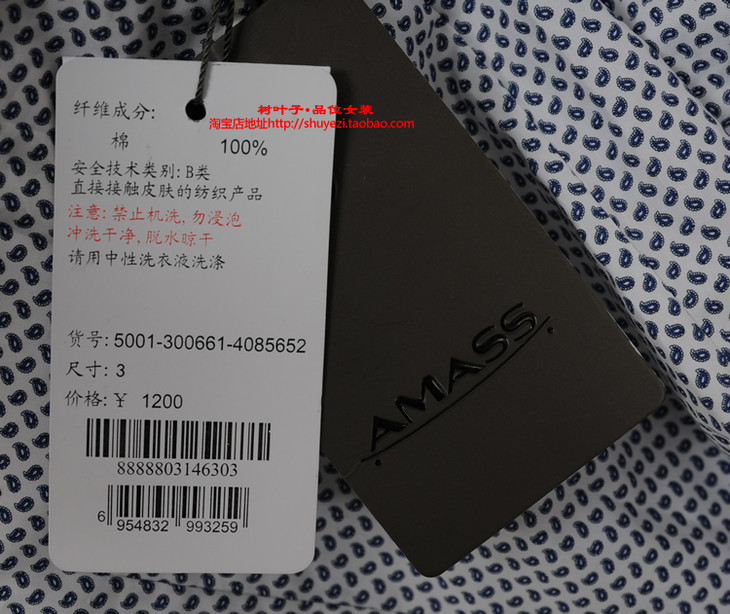 纤维成分:
棉 100%
安全技术类别: B类
直接接触皮肤的纺织产品
注意: 禁止机洗, 勿浸泡
冲洗干净, 脱水晾干
请用中性洗衣液洗涤
货号: 5001-300661-4085652
尺寸: 3
价格: ¥ 1200
8888803146303
6 954832 993259
树叶子•品位女装
淘宝店地址http://shuyezi.taobao.com
AMASS